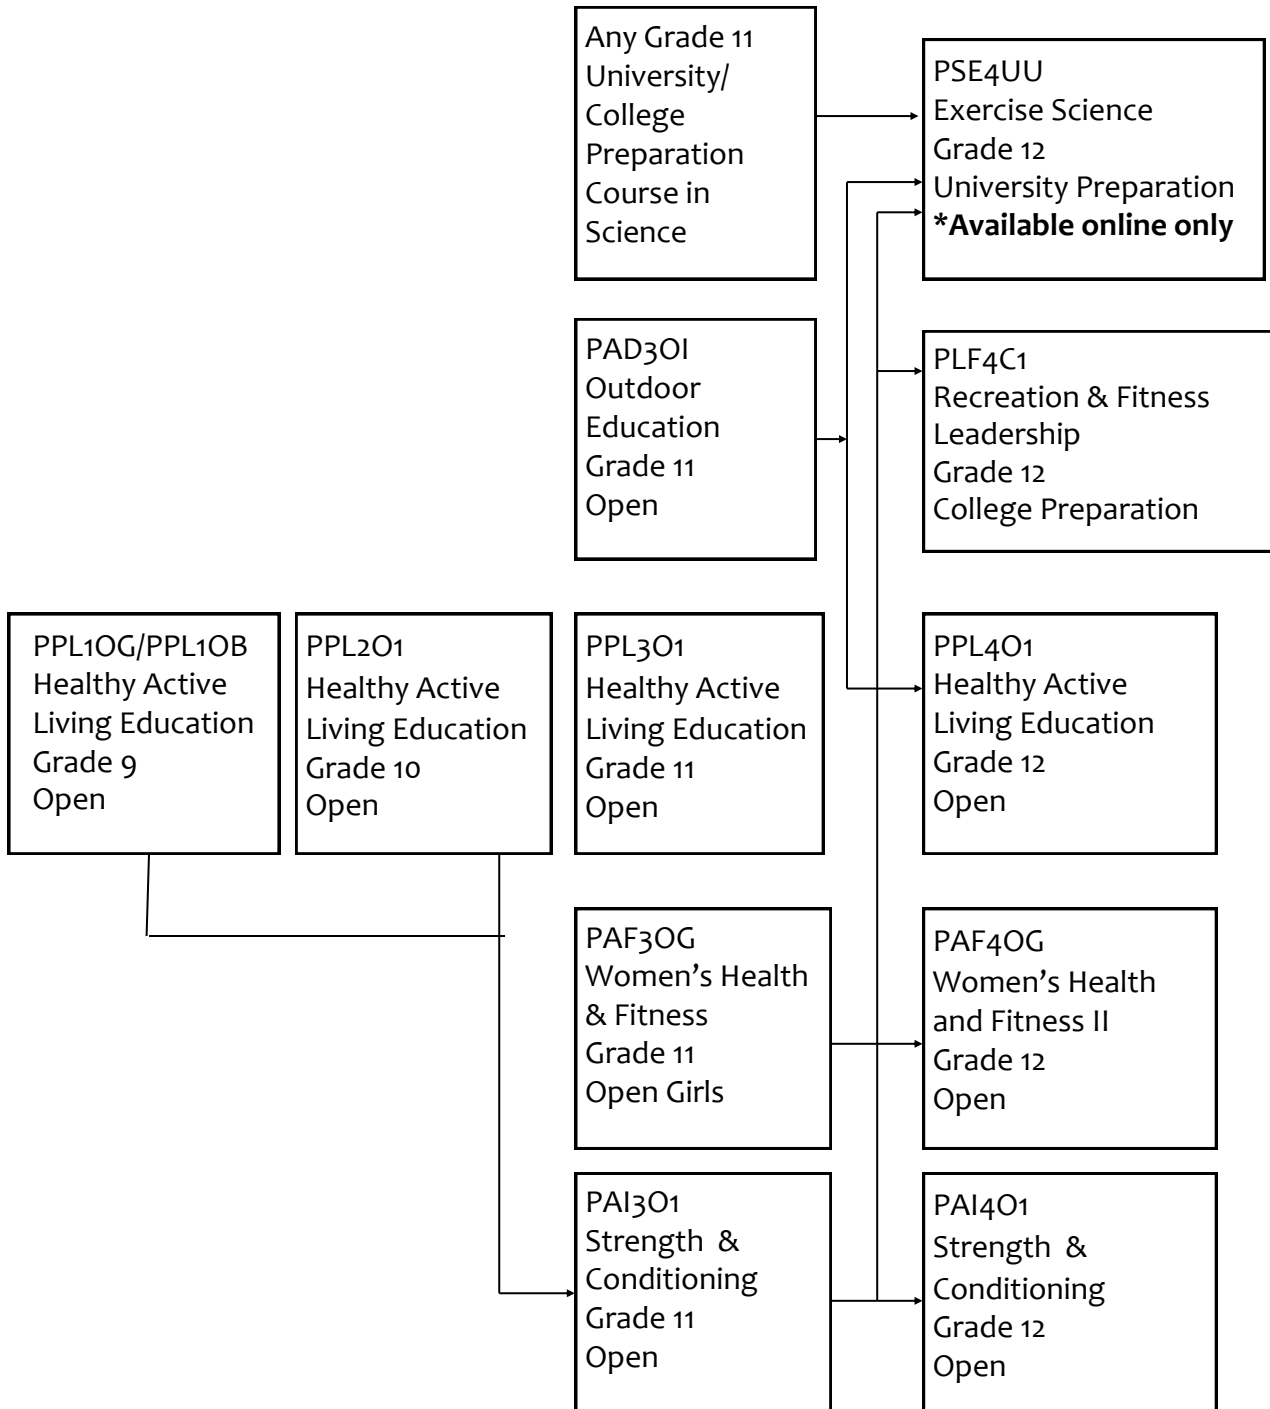 Any Grade 11
University/
College
Preparation
Course in
Science
PSE4UU
Exercise Science
Grade 12
University Preparation
*Available online only
PAD3OI
Outdoor
Education
Grade 11
Open
PLF4C1
Recreation & Fitness
Leadership
Grade 12
College Preparation
PPL1OG/PPL1OB
Healthy Active
Living Education
Grade 9
Open
PPL2O1
Healthy Active
Living Education
Grade 10
Open
PPL3O1
Healthy Active
Living Education
Grade 11
Open
PPL4O1
Healthy Active
Living Education
Grade 12
Open
PAF3OG
Women’s Health
& Fitness
Grade 11
Open Girls
PAF4OG
Women’s Health
and Fitness II
Grade 12
Open
PAI3O1
Strength &
Conditioning
Grade 11
Open
PAI4O1
Strength &
Conditioning
Grade 12
Open